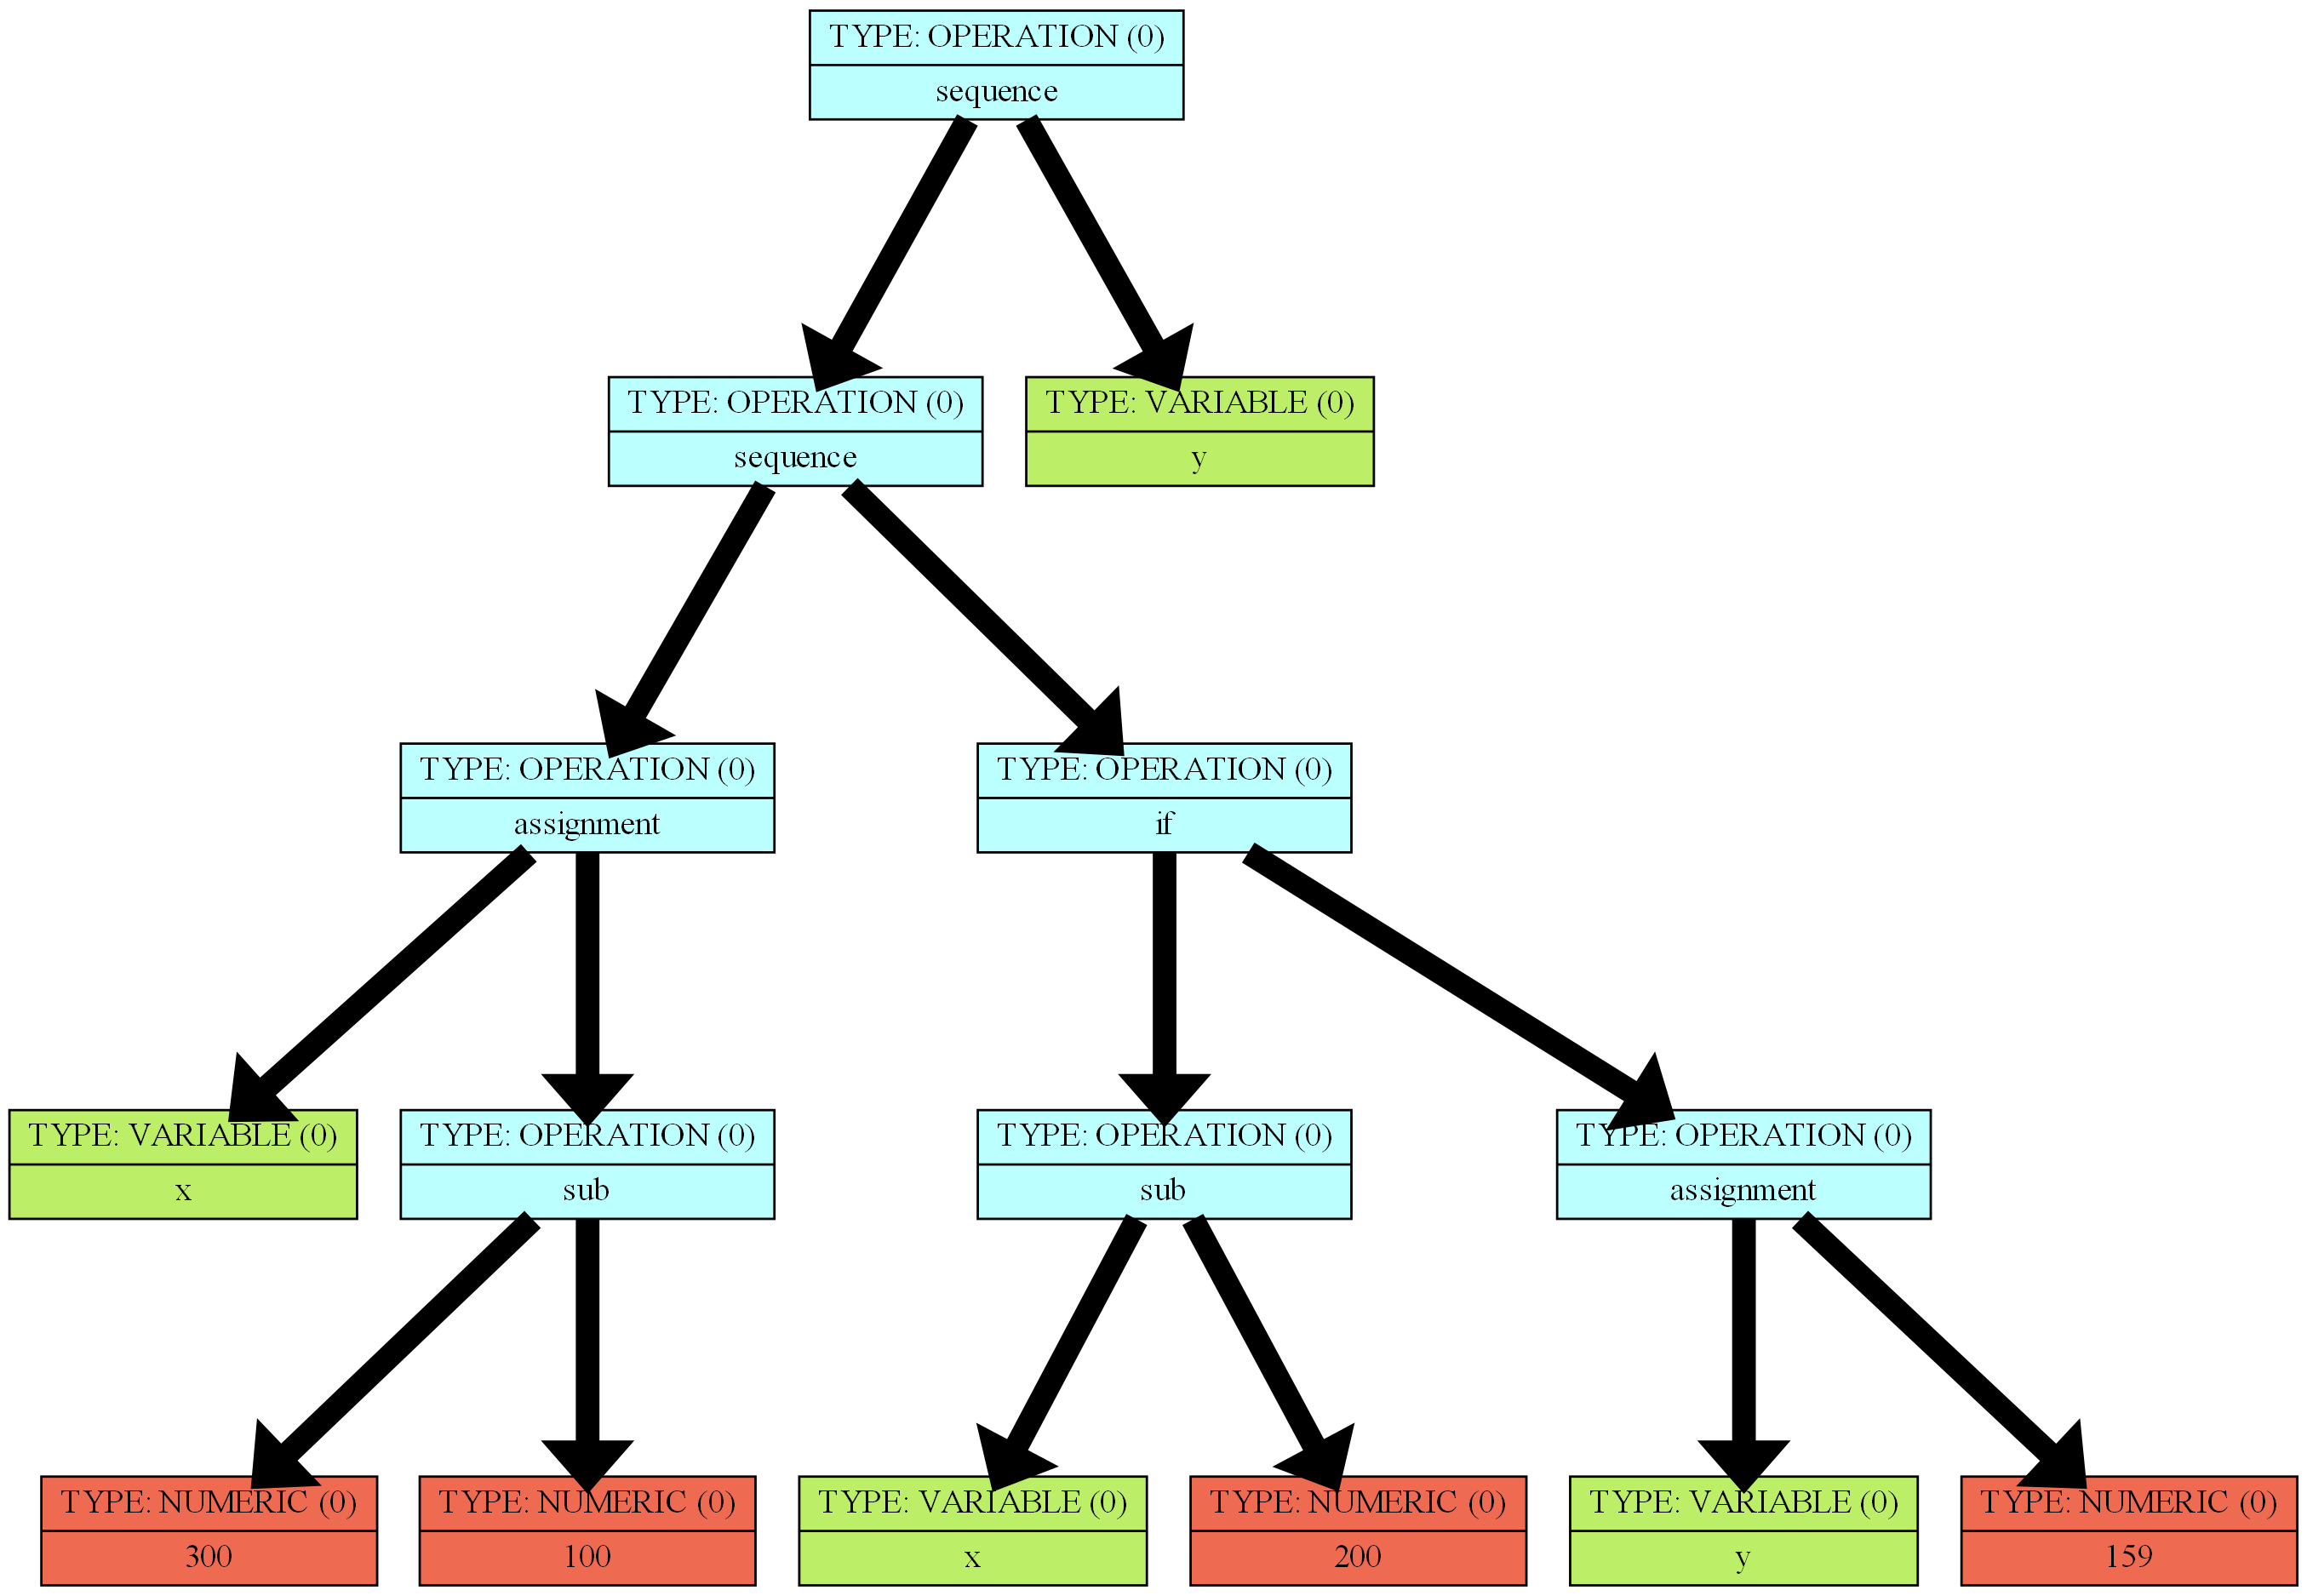 TYPE: OPERATION (0)
sequence
TYPE: OPERATION (0)
sequence
TYPE: VARIABLE (0)
y
TYPE: OPERATION (0)
assignment
TYPE: OPERATION (0)
if
TYPE: VARIABLE (0)
x
TYPE: OPERATION (0)
sub
TYPE: OPERATION (0)
sub
TYPE: OPERATION (0)
assignment
TYPE: NUMERIC (0)
300
TYPE: NUMERIC (0)
100
TYPE: VARIABLE (0)
x
TYPE: NUMERIC (0)
200
TYPE: VARIABLE (0)
y
TYPE: NUMERIC (0)
159